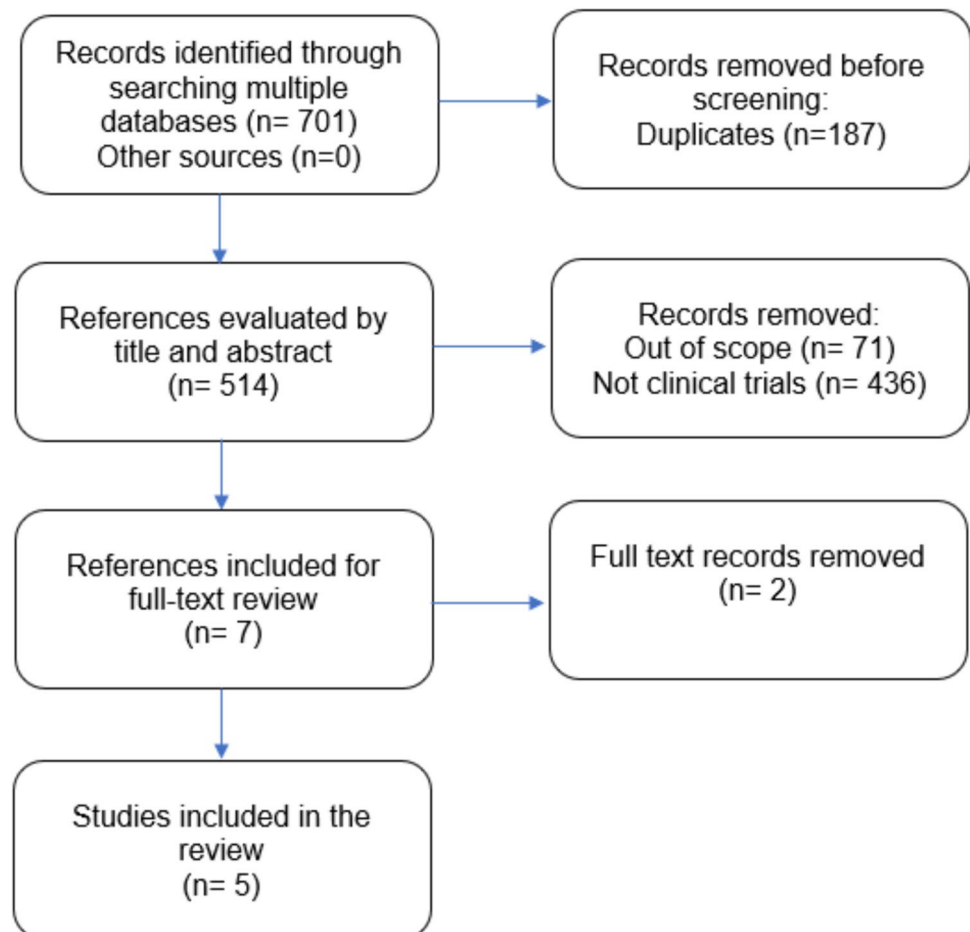 Records identified through
searching multiple
databases (n= 701)
Other sources (n=0)
Records removed before
screening:
Duplicates (n=187)
References evaluated by
title and abstract
(n= 514)
Records removed:
Out of scope (n= 71)
Not clinical trials (n= 436)
References included for
full-text review
(n= 7)
Full text records removed
(n= 2)
Studies included in the
review
(n= 5)